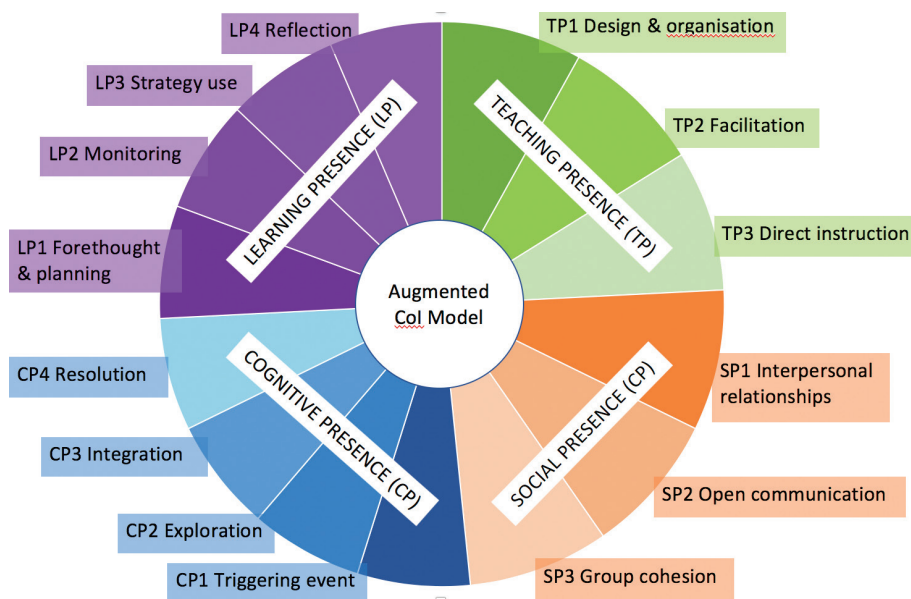 LP4 Reflection
TP1 Design & organisation
LP3 Strategy use
TP2 Facilitation
LP2 Monitoring
LEARNING PRESENCE (LP)
TEACHING PRESENCE (TP)
LP1 Forethought
& planning
TP3 Direct instruction
Augmented
CoI Model
CP4 Resolution
COGNITIVE PRESENCE (CP)
SOCIAL PRESENCE (CP)
SP1 Interpersonal
relationships
CP3 Integration
SP2 Open communication
CP2 Exploration
CP1 Triggering event
SP3 Group cohesion